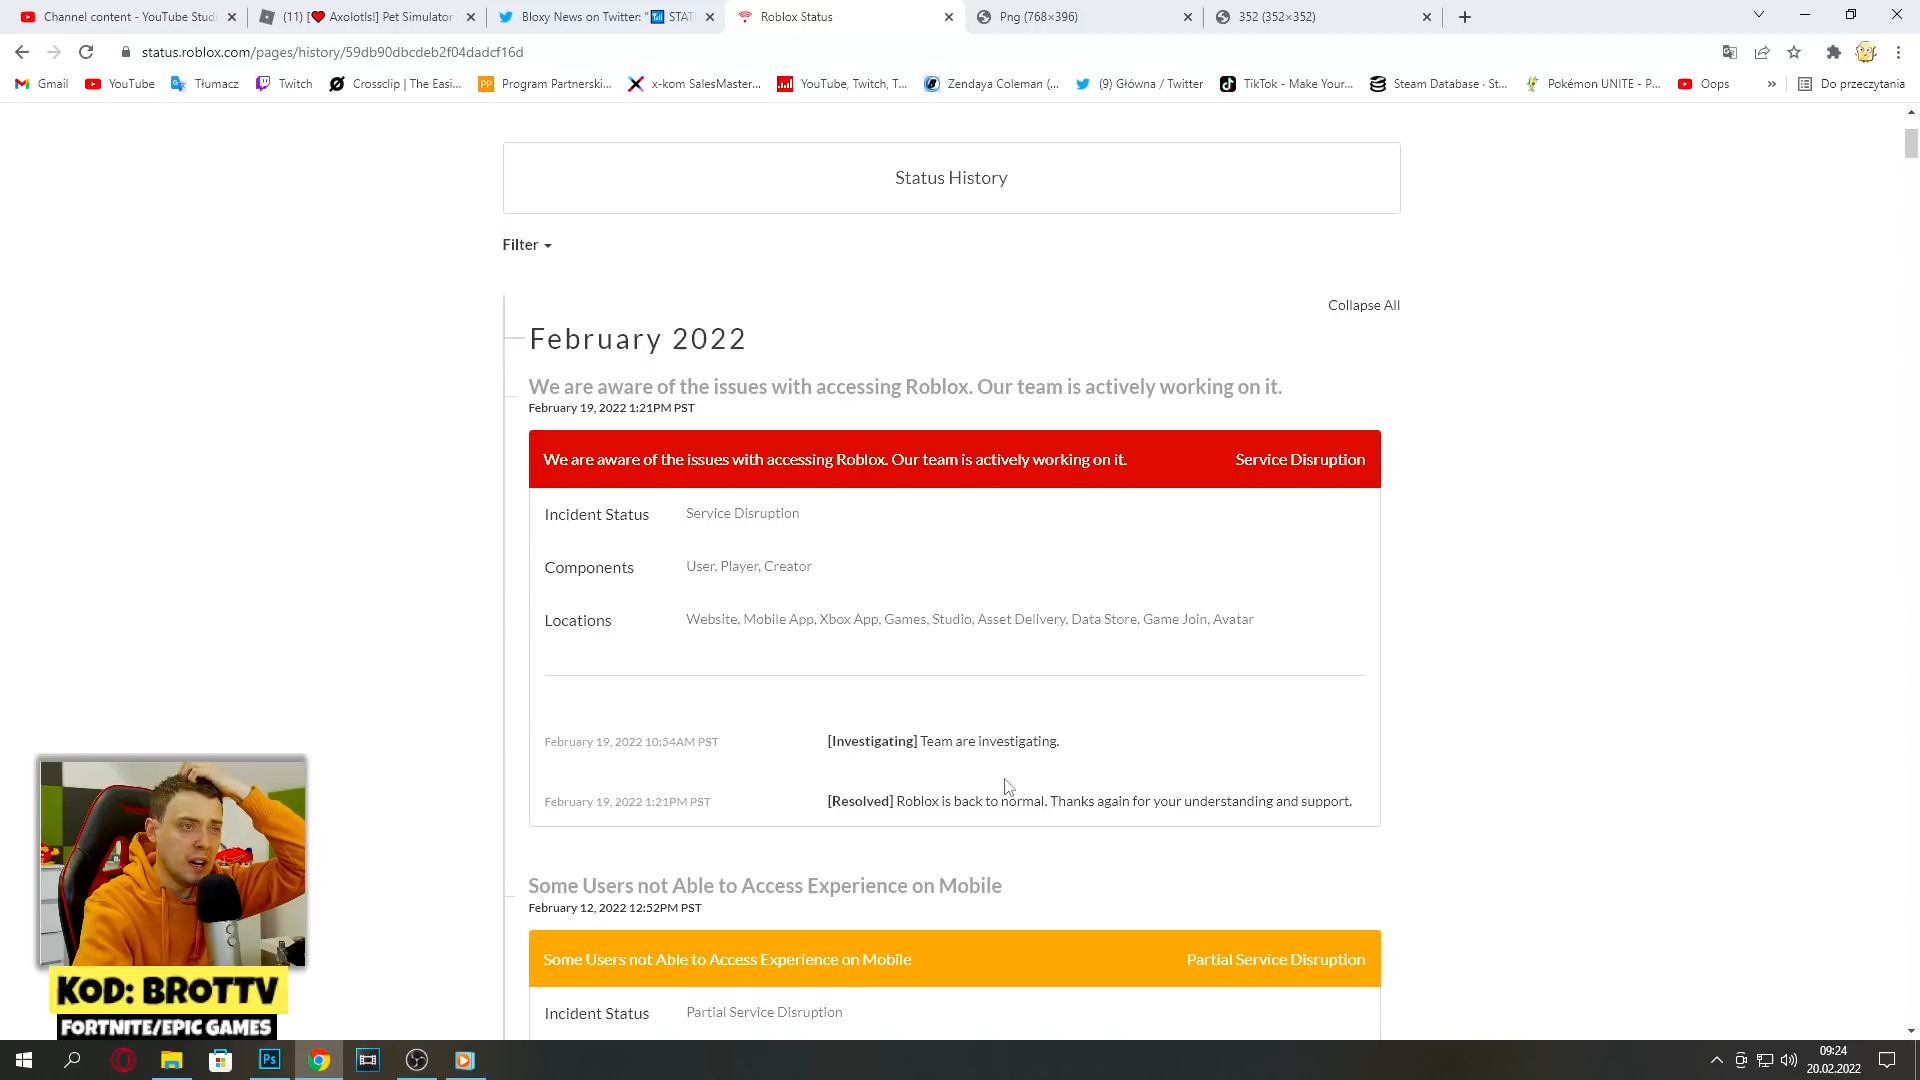 Channel content - YouTube Stud
(11) [❤ Axolotls!] Pet Simulator
Bloxy News on Twitter: "📶 STAT
Roblox Status
Png (768×396)
352 (352×352)
status.roblox.com/pages/history/59db90dbcdeb2f04dadcf16d
Gmail
YouTube
Tłumacz
Twitch
Crossclip | The Easi...
Program Partnerski...
x-kom SalesMaster...
YouTube, Twitch, T...
Zendaya Coleman (...
(9) Główna / Twitter
TikTok - Make Your...
Steam Database · St...
Pokémon UNITE - P...
Oops
»
Do przeczytania
Status History
Filter
Collapse All
February 2022
We are aware of the issues with accessing Roblox. Our team is actively working on it.
February 19, 2022 1:21PM PST
We are aware of the issues with accessing Roblox. Our team is actively working on it.
Service Disruption
Incident Status
Service Disruption
Components
User, Player, Creator
Locations
Website, Mobile App, Xbox App, Games, Studio, Asset Delivery, Data Store, Game Join, Avatar
February 19, 2022 10:54AM PST
[Investigating] Team are investigating.
February 19, 2022 1:21PM PST
[Resolved] Roblox is back to normal. Thanks again for your understanding and support.
Some Users not Able to Access Experience on Mobile
February 12, 2022 12:52PM PST
Some Users not Able to Access Experience on Mobile
Partial Service Disruption
Incident Status
Partial Service Disruption
KOD: BROTTV
FORTNITE/EPIC GAMES
PP
Ps
09:24
20.02.2022